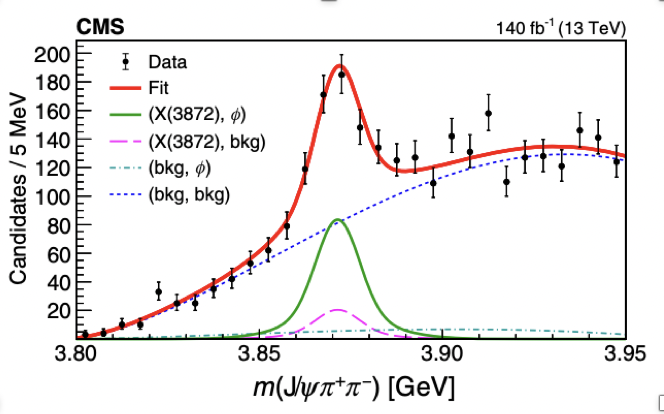 CMS 140 fb⁻¹ (13 TeV)
Candidates / 5 MeV
200
180
160
140
120
100
80
60
40
20
Data
Fit
(X(3872), ϕ)
(X(3872), bkg)
(bkg, ϕ)
(bkg, bkg)
3.80 3.85 3.90 3.95
m(J/ψπ⁺π⁻) [GeV]